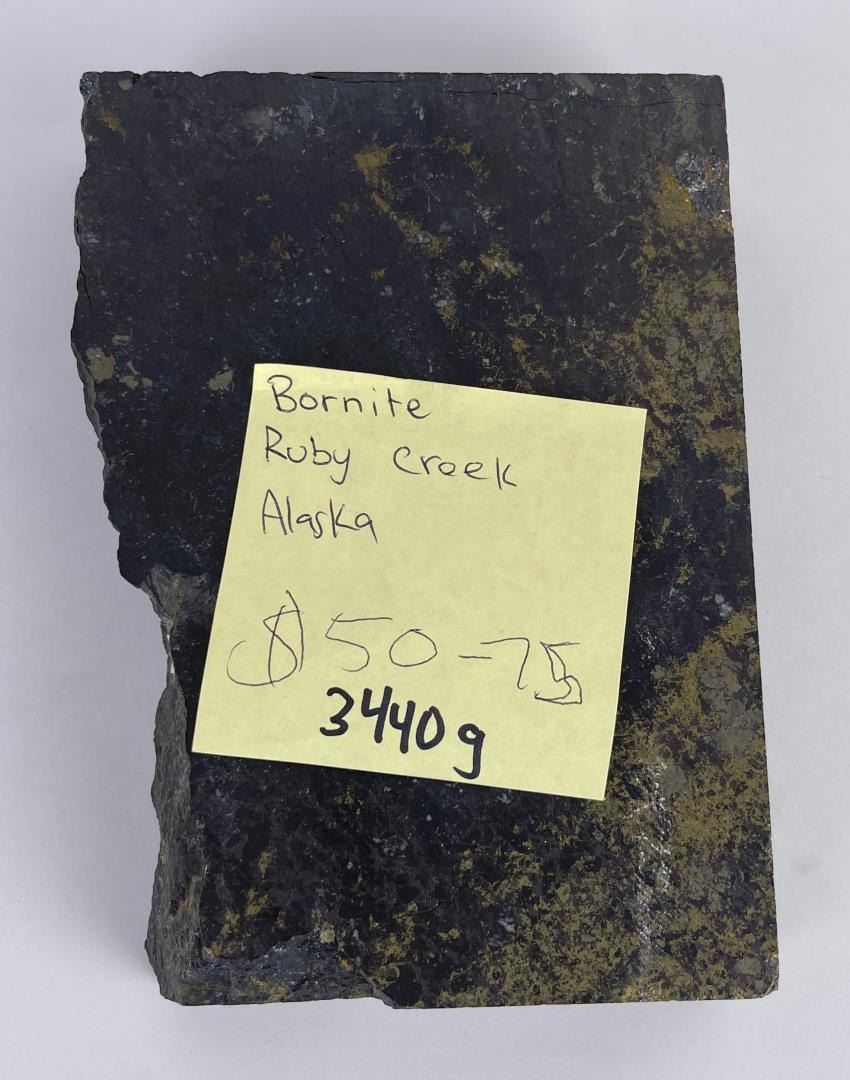 Bornite
Ruby Creek
Alaska
$50-75
3440g